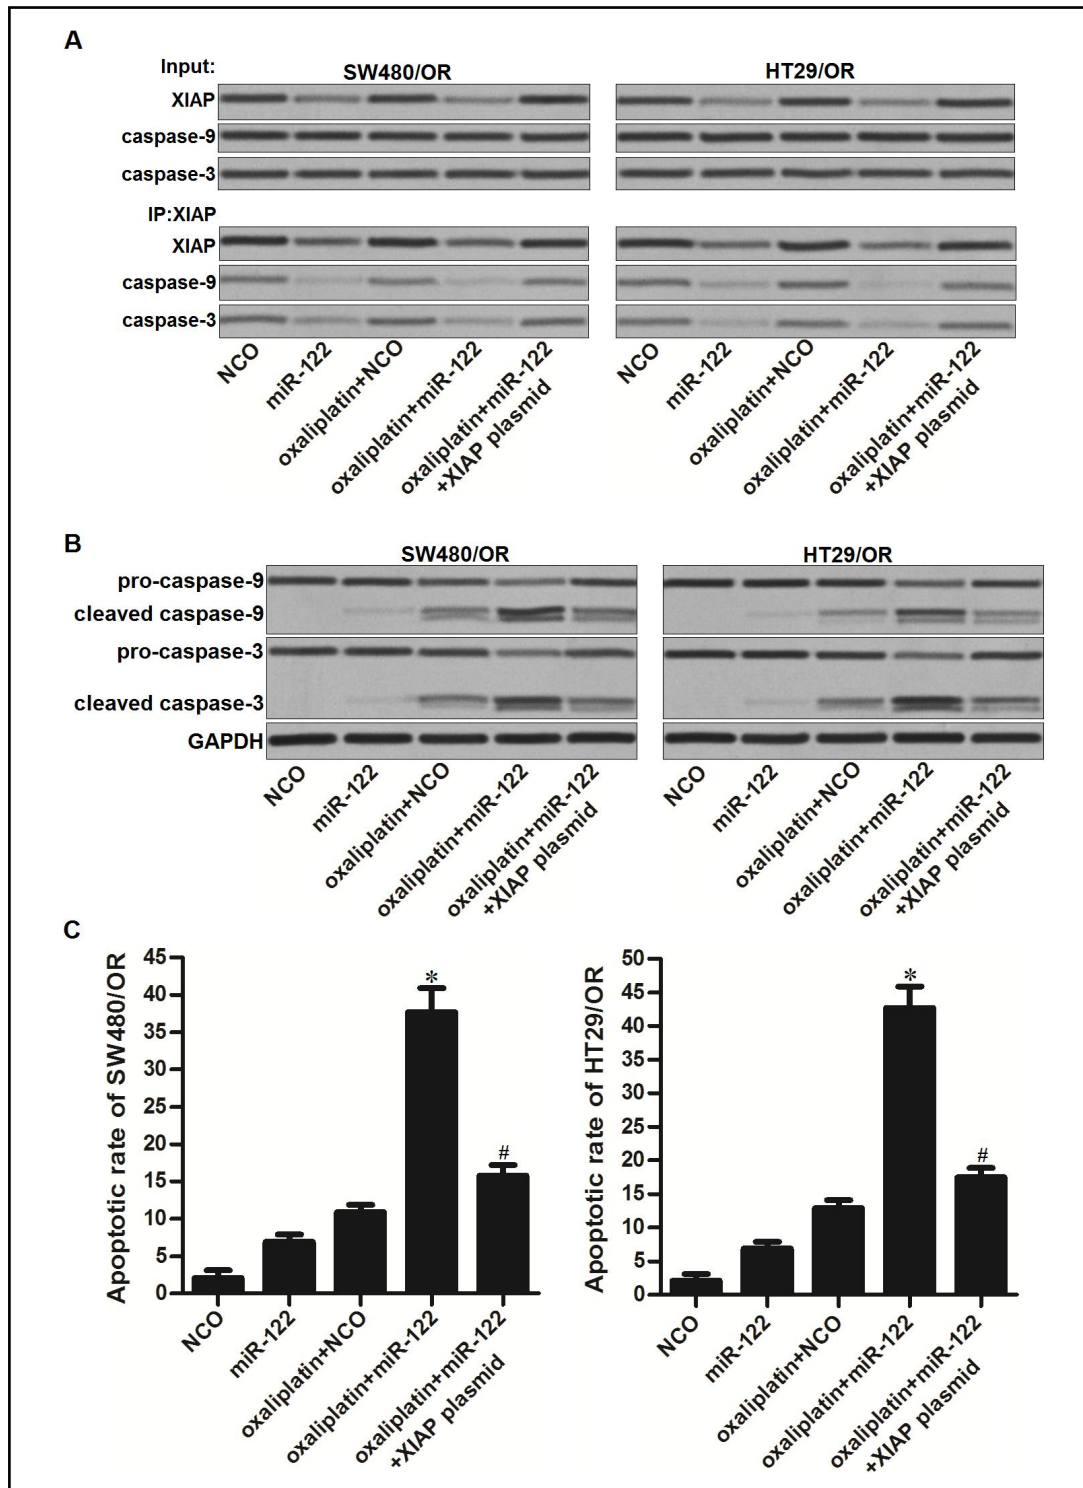 A
Input:
SW480/OR
HT29/OR
XIAP
caspase-9
caspase-3
IP:XIAP
XIAP
caspase-9
caspase-3
NCO
miR-122
oxaliplatin+NCO
oxaliplatin+miR-122
oxaliplatin+miR-122
+XIAP plasmid
NCO
miR-122
oxaliplatin+NCO
oxaliplatin+miR-122
oxaliplatin+miR-122
+XIAP plasmid
B
SW480/OR
HT29/OR
pro-caspase-9
cleaved caspase-9
pro-caspase-3
cleaved caspase-3
GAPDH
NCO
miR-122
oxaliplatin+NCO
oxaliplatin+miR-122
oxaliplatin+miR-122
+XIAP plasmid
NCO
miR-122
oxaliplatin+NCO
oxaliplatin+miR-122
oxaliplatin+miR-122
+XIAP plasmid
C
Apoptotic rate of SW480/OR
45
40
35
30
25
20
15
10
5
0
*
#
NCO
miR-122
oxaliplatin+NCO
oxaliplatin+miR-122
oxaliplatin+miR-122
+XIAP plasmid
Apoptotic rate of HT29/OR
50
45
40
35
30
25
20
15
10
5
0
*
#
NCO
miR-122
oxaliplatin+NCO
oxaliplatin+miR-122
oxaliplatin+miR-122
+XIAP plasmid